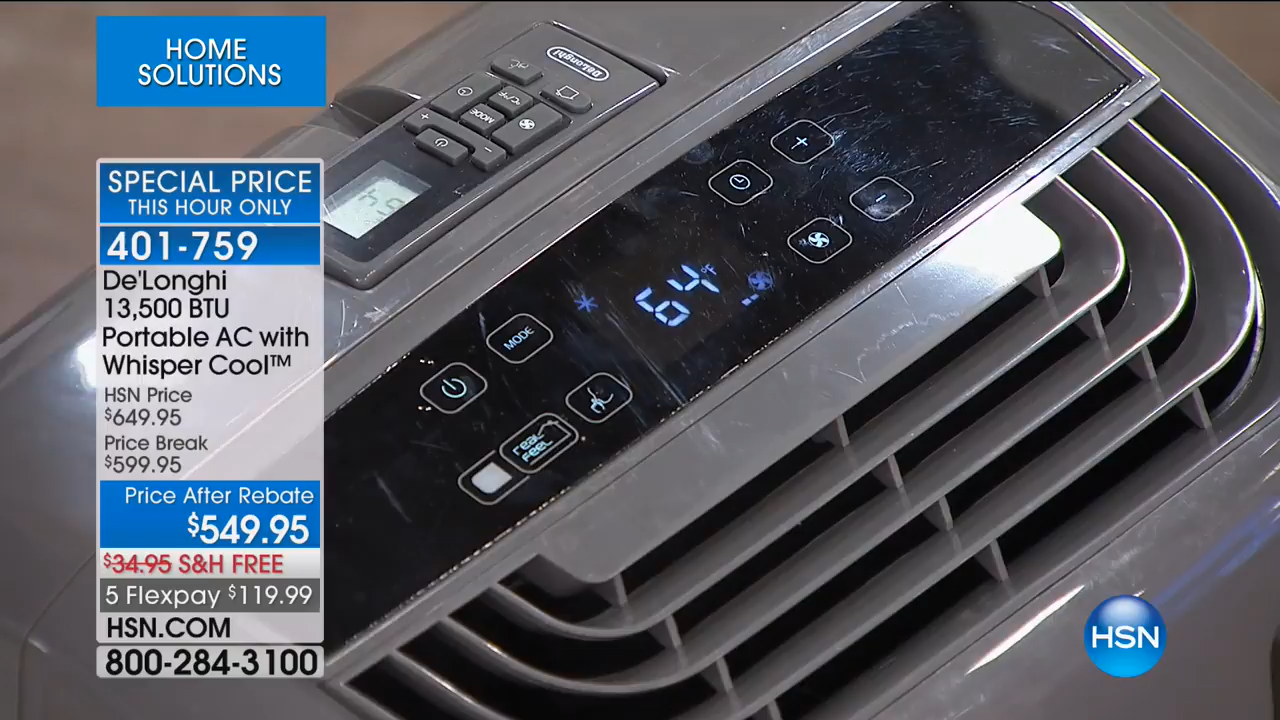 HOME
SOLUTIONS
SPECIAL PRICE
THIS HOUR ONLY
401-759
De'Longhi
13,500 BTU
Portable AC with
Whisper Cool™
HSN Price
$649.95
Price Break
$599.95
Price After Rebate
$549.95
$34.95 S&H FREE
5 Flexpay $119.99
HSN.COM
800-284-3100
DeLonghi
°C/°F
MODE
+
-
+
-
64°F
MODE
real
FEEL
HSN